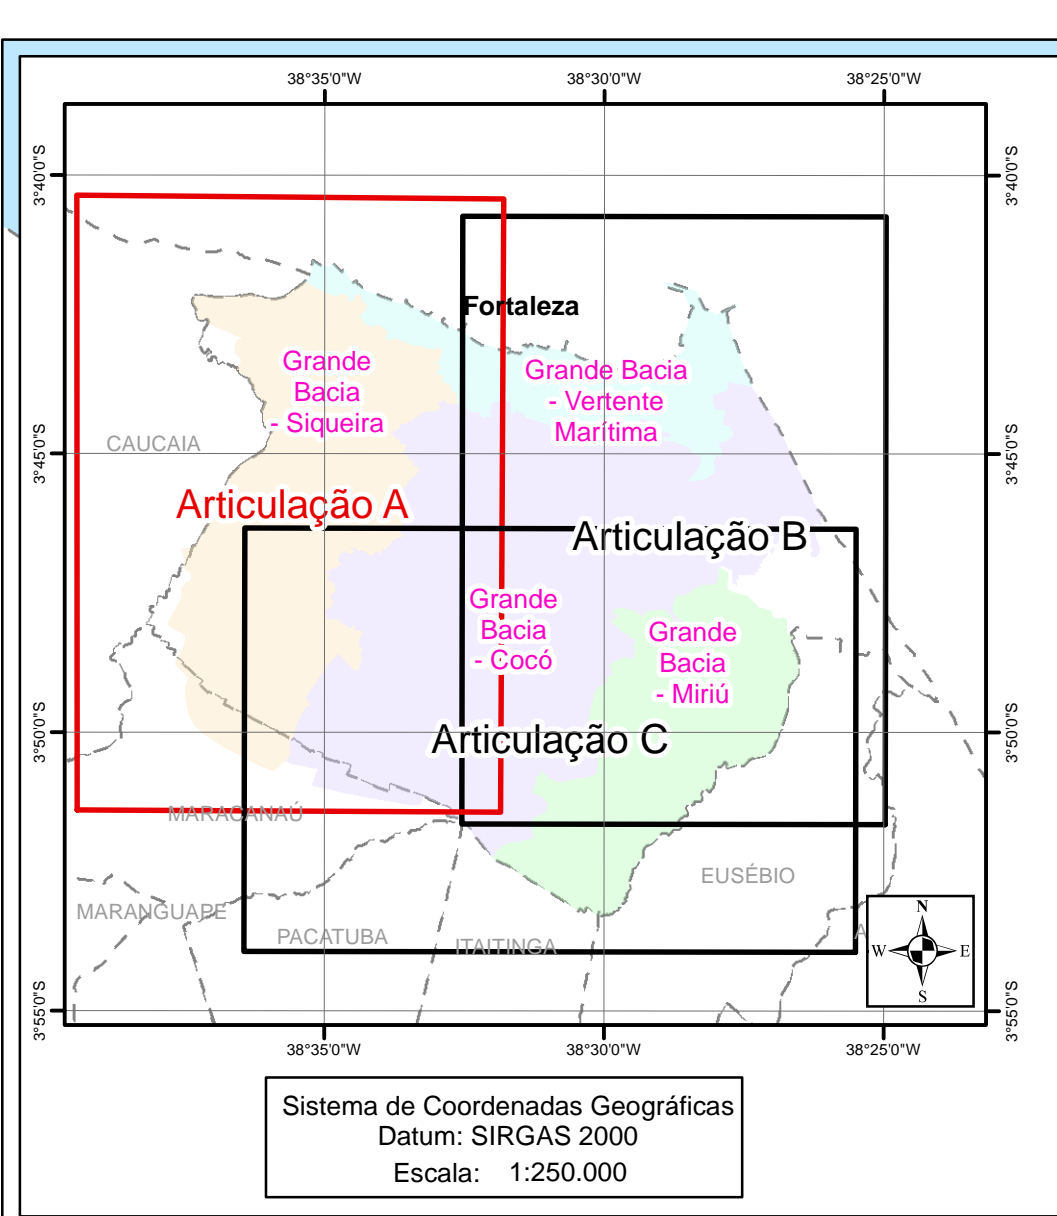 38°35'0"W
38°30'0"W
38°25'0"W
3°40'0"S
3°40'0"S
Fortaleza
Grande
Bacia
- Siqueira
Grande Bacia
- Vertente
Marítima
CAUCAIA
3°45'0"S
3°45'0"S
Articulação A
Articulação B
Grande
Bacia
- Cocó
Grande
Bacia
- Miriú
3°50'0"S
3°50'0"S
Articulação C
MARACANAÚ
EUSÉBIO
MARANGUAPE
PACATUBA
ITAITINGA
A
N
W
E
S
3°55'0"S
3°55'0"S
38°35'0"W
38°30'0"W
38°25'0"W
Sistema de Coordenadas Geográficas
Datum: SIRGAS 2000
Escala: 1:250.000